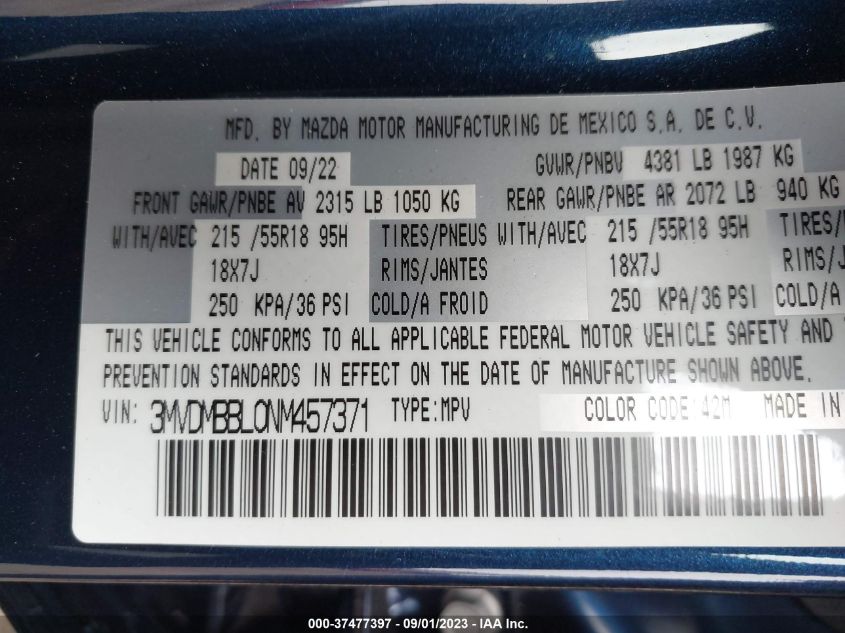 MFD. BY MAZDA MOTOR MANUFACTURING DE MEXICO S.A. DE C.V.
DATE 09/22 GVWR/PNBV 4381 LB 1987 KG
FRONT GAWR/PNBE AV 2315 LB 1050 KG REAR GAWR/PNBE AR 2072 LB 940 KG
WITH/AVEC 215 /55R18 95H TIRES/PNEUS WITH/AVEC 215 /55R18 95H TIRES/
18X7J RIMS/JANTES 18X7J RIMS/
250 KPA/36 PSI COLD/A FROID 250 KPA/36 PSI COLD/A
THIS VEHICLE CONFORMS TO ALL APPLICABLE FEDERAL MOTOR VEHICLE SAFETY AND
PREVENTION STANDARDS IN EFFECT ON THE DATE OF MANUFACTURE SHOWN ABOVE.
VIN: 3MVDMBBL0NM457371 TYPE:MPV COLOR CODE:42M MADE IN
000-37477397 - 09/01/2023 - © IAA Inc.